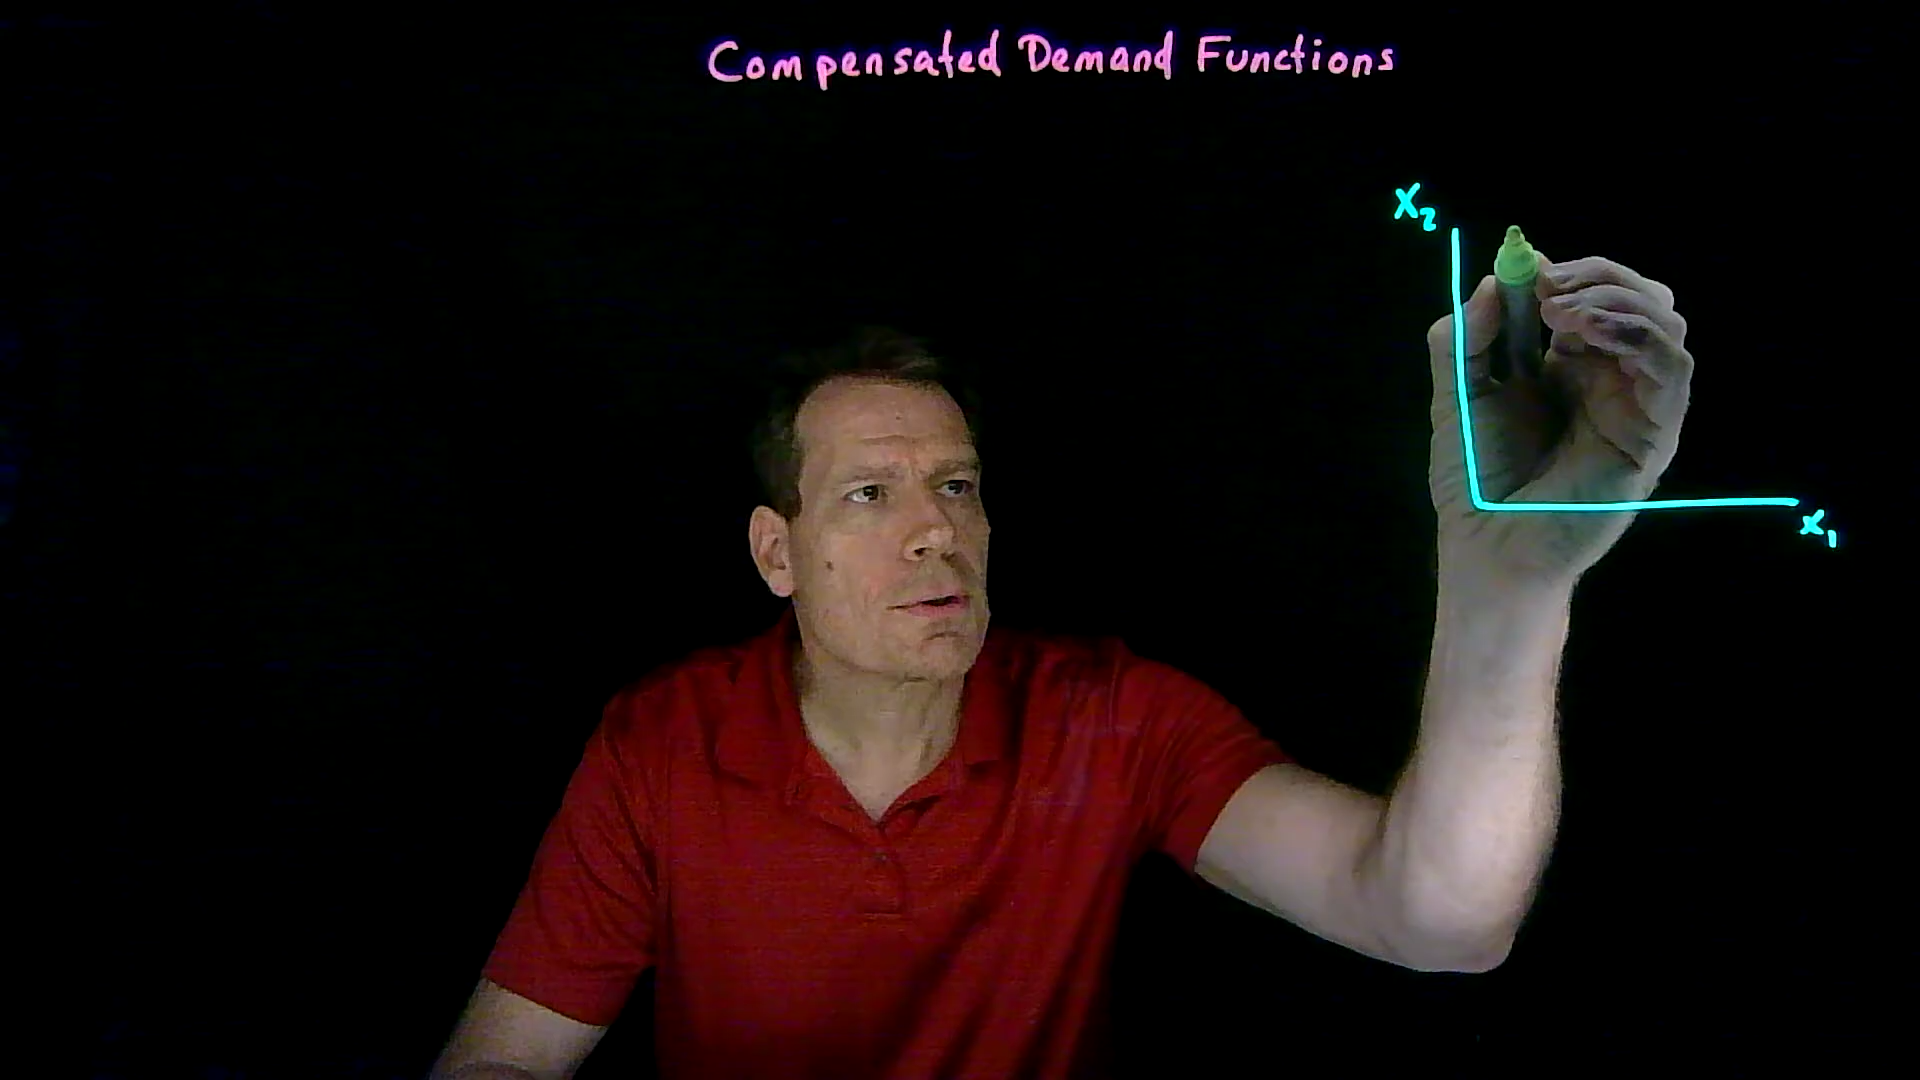 Compensated Demand Functions
x₂
x₁